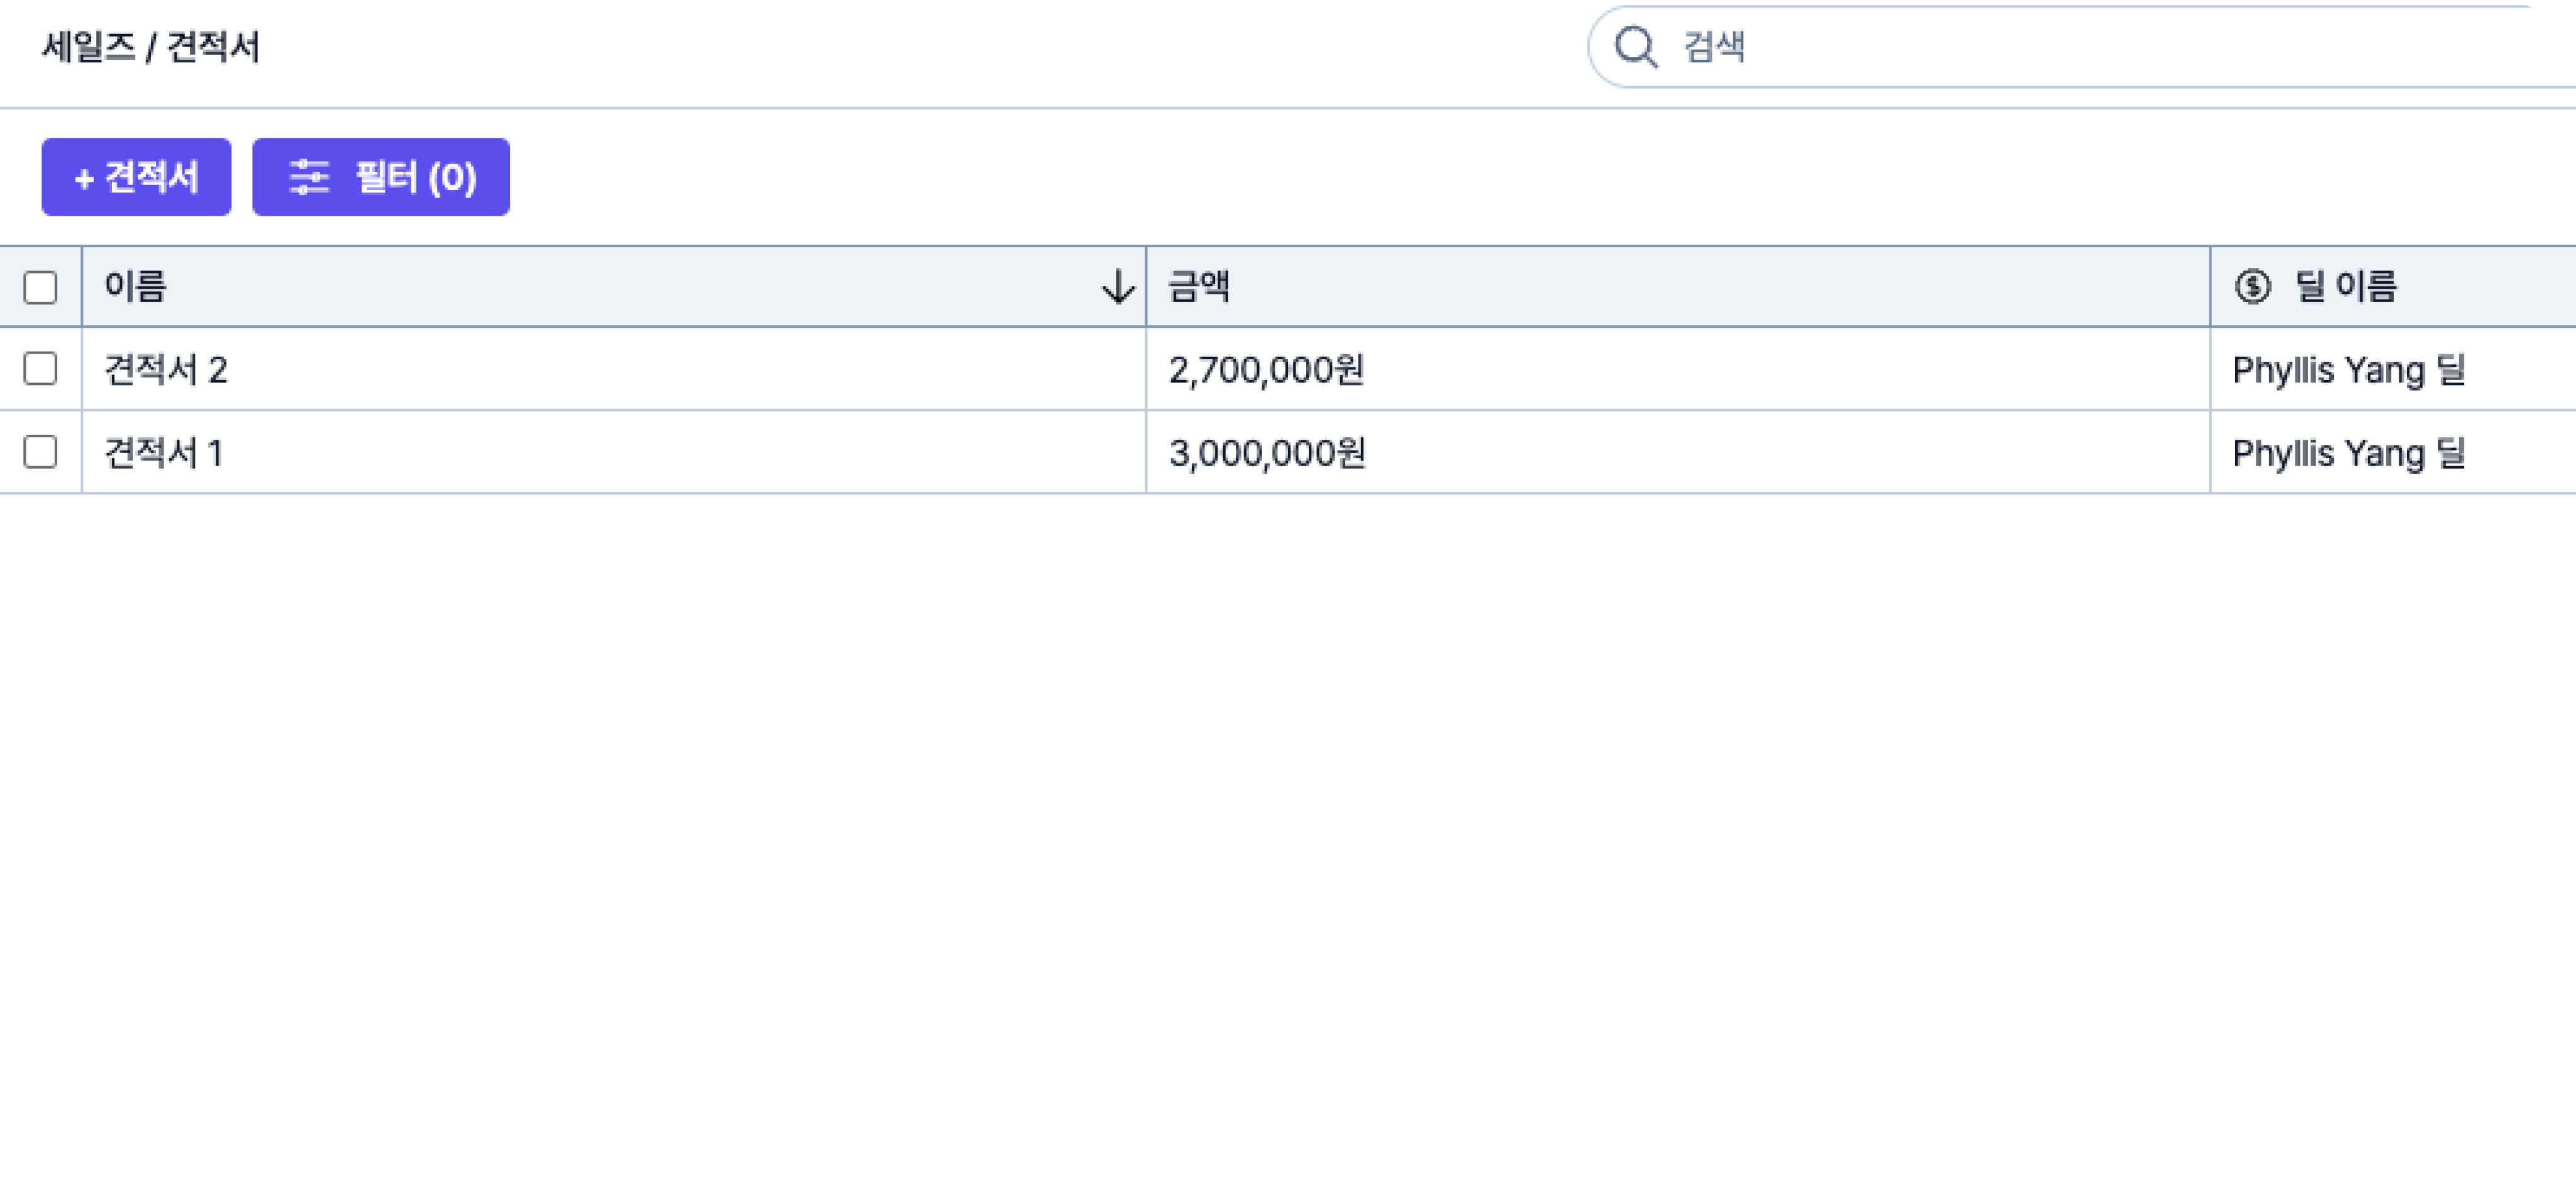 세일즈 / 견적서
검색
+ 견적서 필터 (0)
이름 금액 딜 이름
견적서 2 2,700,000원 Phyllis Yang 딜
견적서 1 3,000,000원 Phyllis Yang 딜